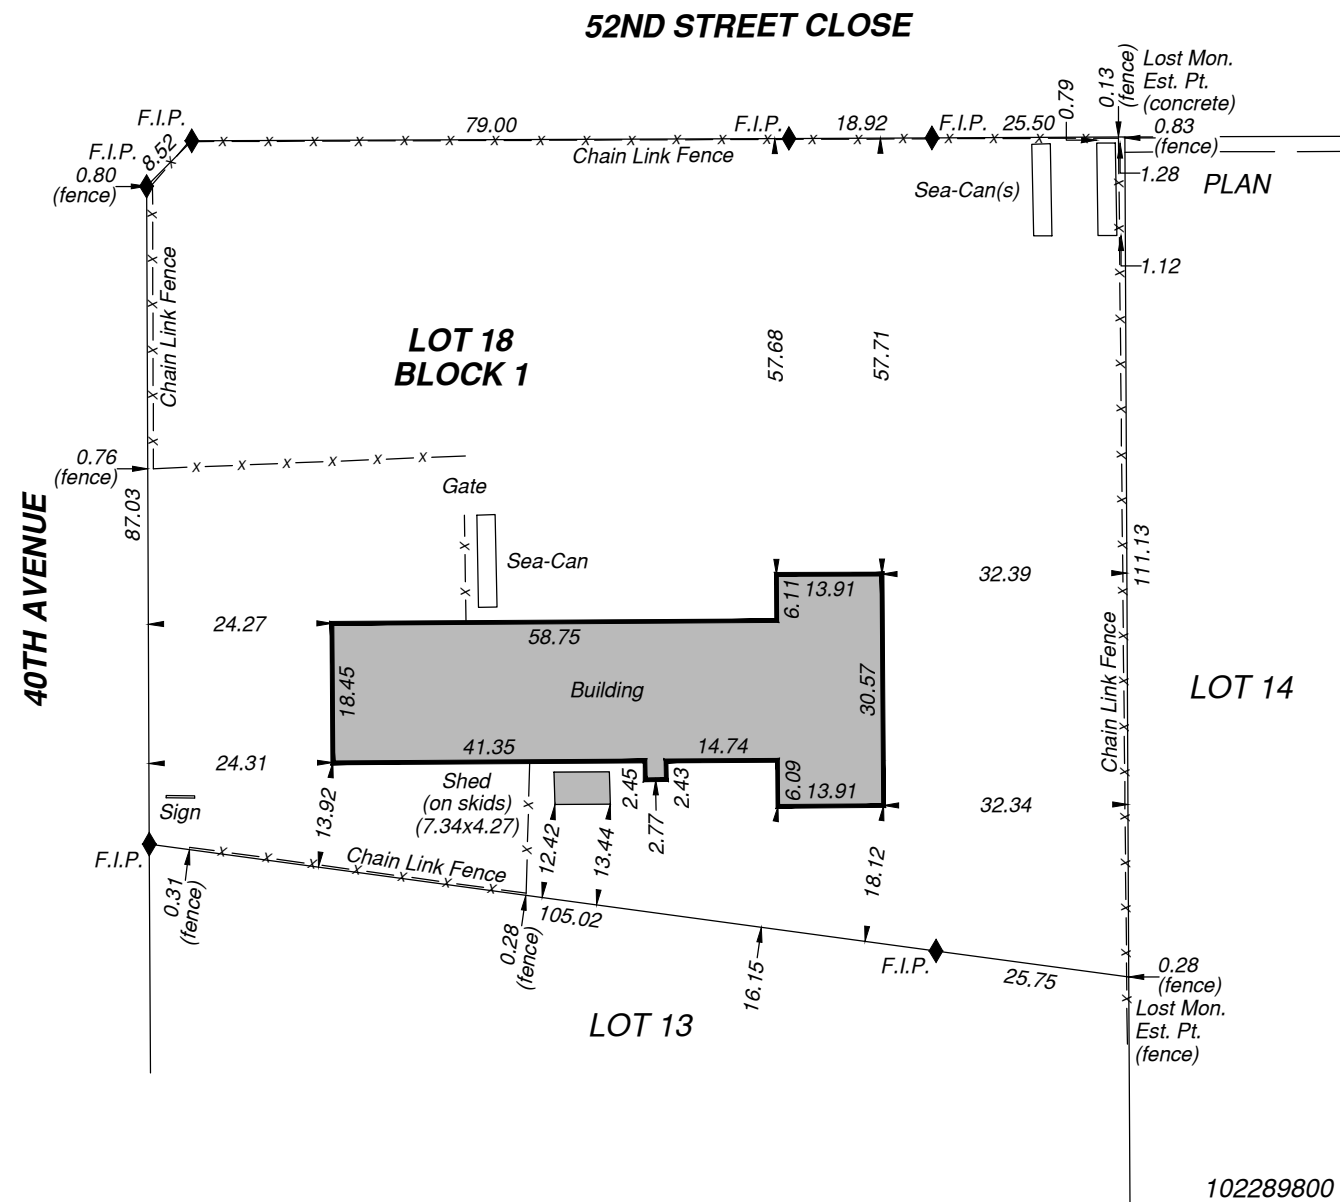 52ND STREET CLOSE
0.13
(fence)
Lost Mon.
Est. Pt.
(concrete)
0.79
F.I.P.
79.00
F.I.P.
18.92
F.I.P.
25.50
0.83
(fence)
F.I.P.
8.52
Chain Link Fence
0.80
(fence)
Sea-Can(s)
1.28
PLAN
1.12
Chain Link Fence
LOT 18
BLOCK 1
57.68
57.71
0.76
(fence)
87.03
Gate
40TH AVENUE
Sea-Can
111.13
24.27
58.75
6.11
13.91
32.39
18.45
Building
30.57
Chain Link Fence
LOT 14
24.31
41.35
14.74
Shed
(on skids)
(7.34x4.27)
2.45
2.43
6.09
13.91
32.34
Sign
13.92
12.42
13.44
2.77
18.12
F.I.P.
Chain Link Fence
0.31
(fence)
0.28
(fence)
105.02
16.15
F.I.P.
25.75
0.28
(fence)
Lost Mon.
Est. Pt.
(fence)
LOT 13
102289800
x x x x x x x x x x x x x x x x x x x x